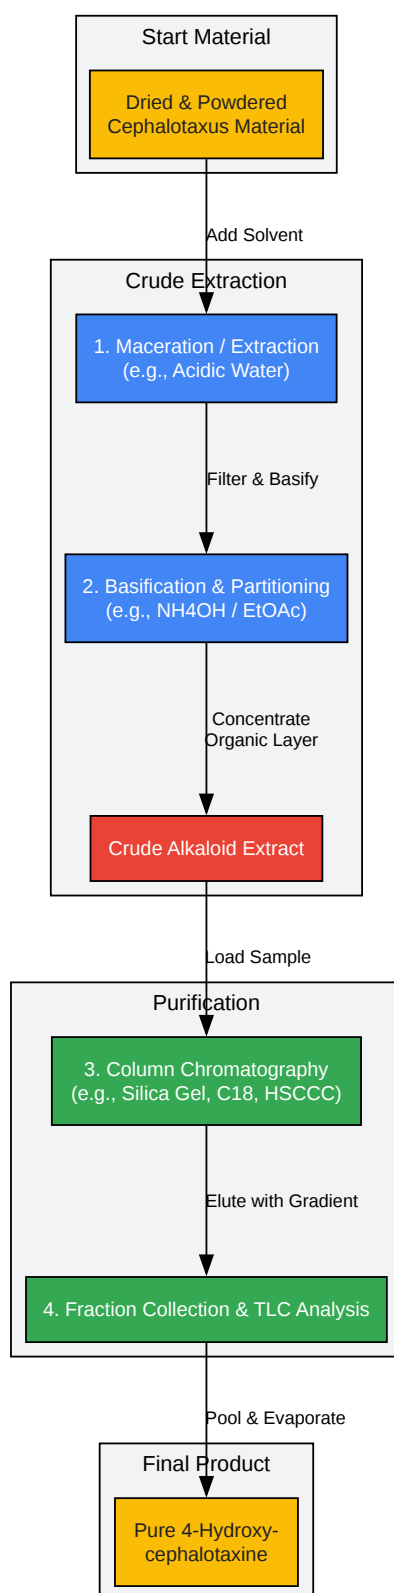 Start Material
Dried & Powdered
Cephalotaxus Material
Add Solvent
Crude Extraction
1. Maceration / Extraction
(e.g., Acidic Water)
Filter & Basify
2. Basification & Partitioning
(e.g., NH4OH / EtOAc)
Concentrate
Organic Layer
Crude Alkaloid Extract
Load Sample
Purification
3. Column Chromatography
(e.g., Silica Gel, C18, HSCCC)
Elute with Gradient
4. Fraction Collection & TLC Analysis
Pool & Evaporate
Final Product
Pure 4-Hydroxy-
cephalotaxine